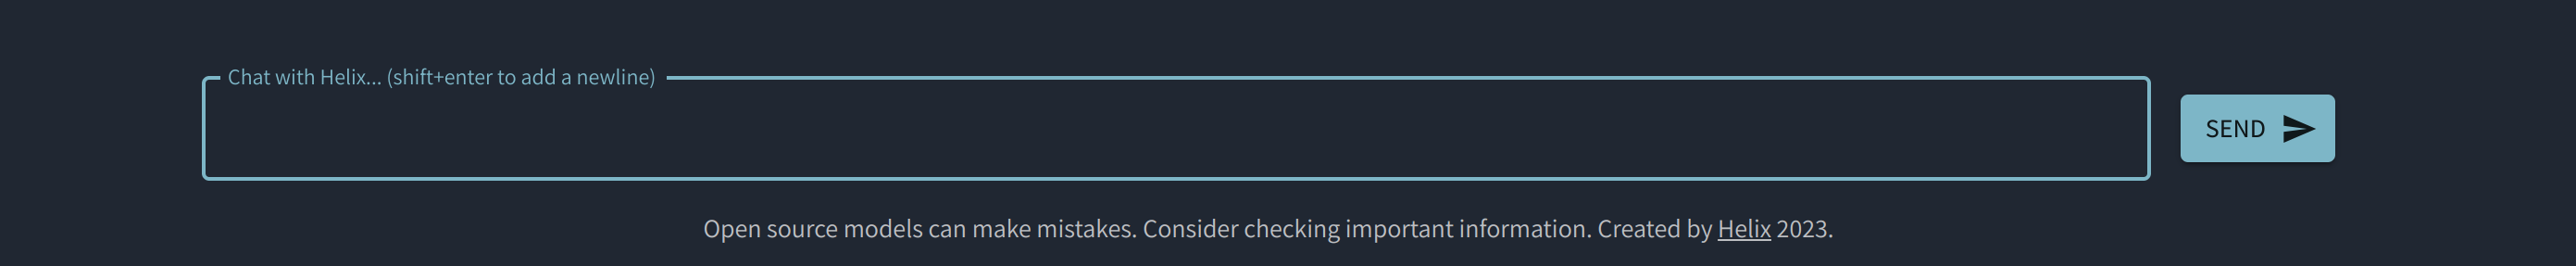 Chat with Helix... (shift+enter to add a newline)
SEND
Open source models can make mistakes. Consider checking important information. Created by Helix 2023.